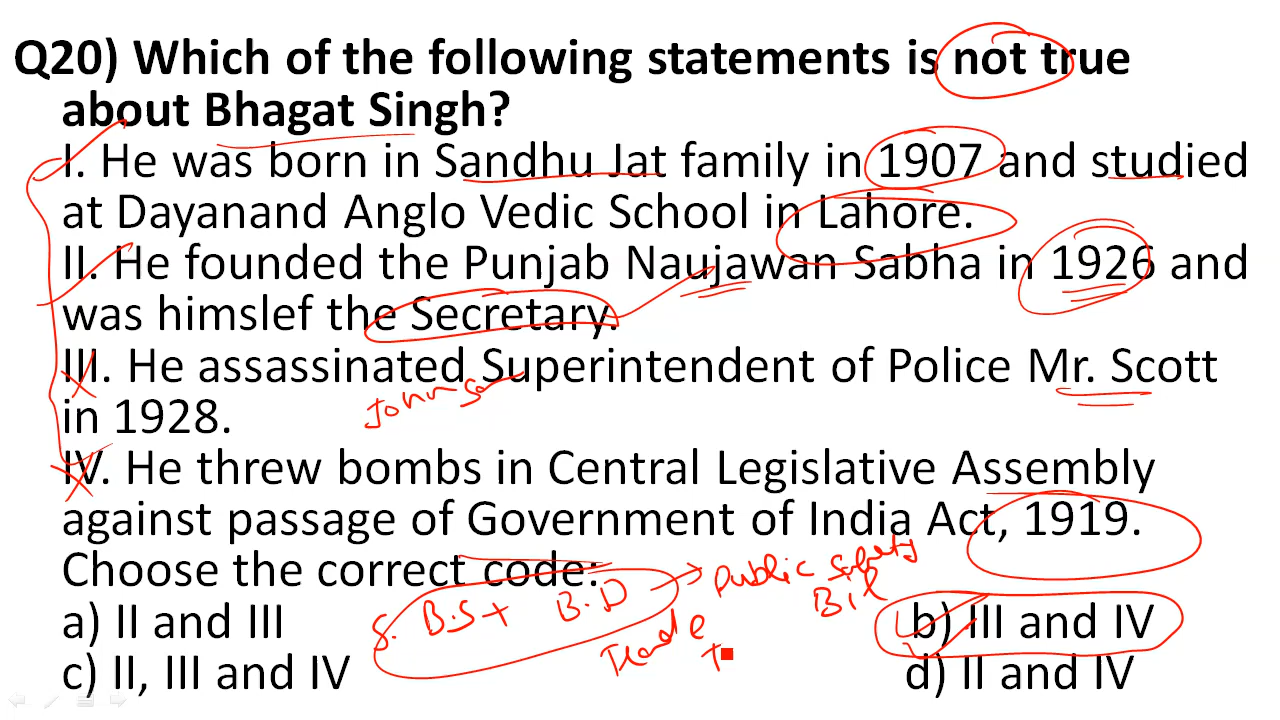 Q20) Which of the following statements is not true
about Bhagat Singh?
I. He was born in Sandhu Jat family in 1907 and studied
at Dayanand Anglo Vedic School in Lahore.
II. He founded the Punjab Naujawan Sabha in 1926 and
was himslef the Secretary.
III. He assassinated Superintendent of Police Mr. Scott
in 1928.
IV. He threw bombs in Central Legislative Assembly
against passage of Government of India Act, 1919.
Choose the correct code:
Public
Bil
S. B.S + B.D
Trade
a) II and III
b) III and IV
c) II, III and IV
d) II and IV